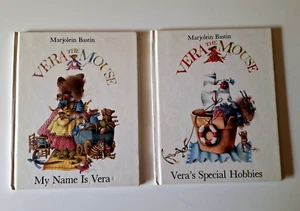 Marjolein Bastin
VERA THE MOUSE
My Name Is Vera
Marjolein Bastin
VERA THE MOUSE
Vera's Special Hobbies